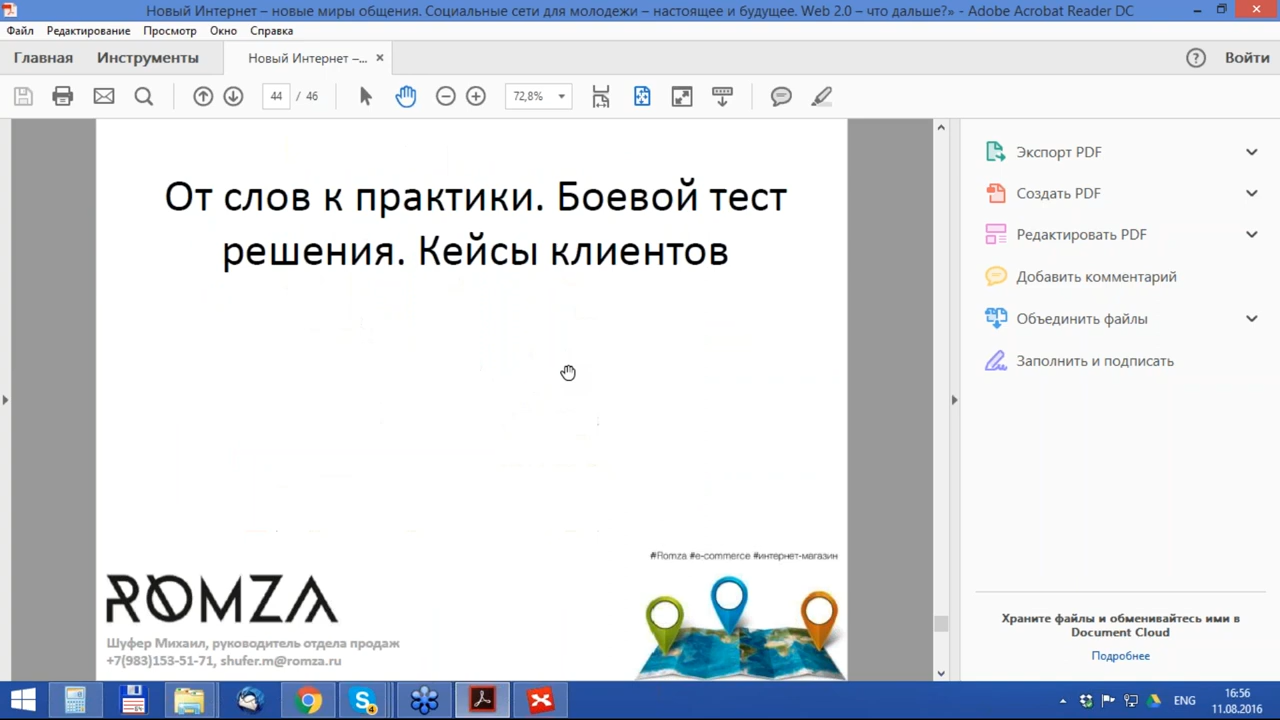 Новый Интернет – новые миры общения. Социальные сети для молодежи – настоящее и будущее. Web 2.0 – что дальше?» - Adobe Acrobat Reader DC
Файл Редактирование Просмотр Окно Справка
Главная Инструменты Новый Интернет –... Войти
44 / 46 72,8%
От слов к практики. Боевой тест
решения. Кейсы клиентов
#Romza #e-commerce #интернет-магазин
ROMZA
Шуфер Михаил, руководитель отдела продаж
+7(983)153-51-71, shufer.m@romza.ru
Экспорт PDF
Создать PDF
Редактировать PDF
Добавить комментарий
Объединить файлы
Заполнить и подписать
Храните файлы и обменивайтесь ими в
Document Cloud
Подробнее
4
ENG
16:56
11.08.2016